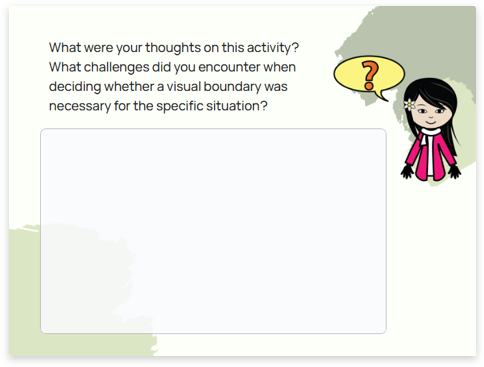 What were your thoughts on this activity?
What challenges did you encounter when
deciding whether a visual boundary was
necessary for the specific situation?
?